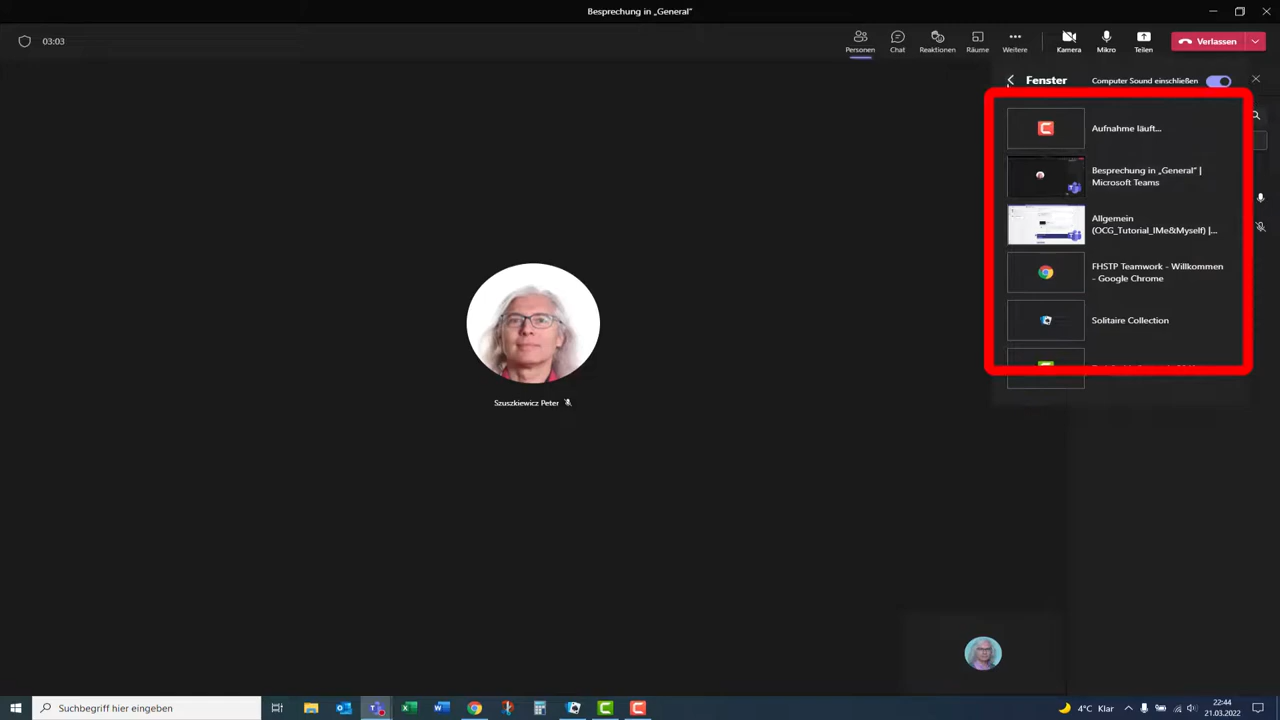 Besprechung in „General“
03:03
Personen
Chat
Reaktionen
Räume
Weitere
Kamera
Mikro
Teilen
Verlassen
Fenster
Computer Sound einschließen
Aufnahme läuft...
Besprechung in „General“ |
Microsoft Teams
Allgemein
(OCG_Tutorial_IMe&Myself) |...
FHSTP Teamwork - Willkommen
- Google Chrome
Solitaire Collection
Szuszkiewicz Peter
Suchbegriff hier eingeben
4°C Klar
22:44
21.03.2022